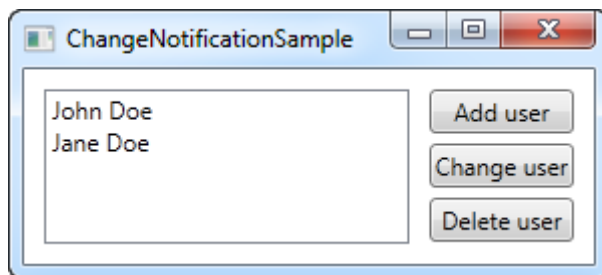 ChangeNotificationSample
John Doe
Jane Doe
Add user
Change user
Delete user